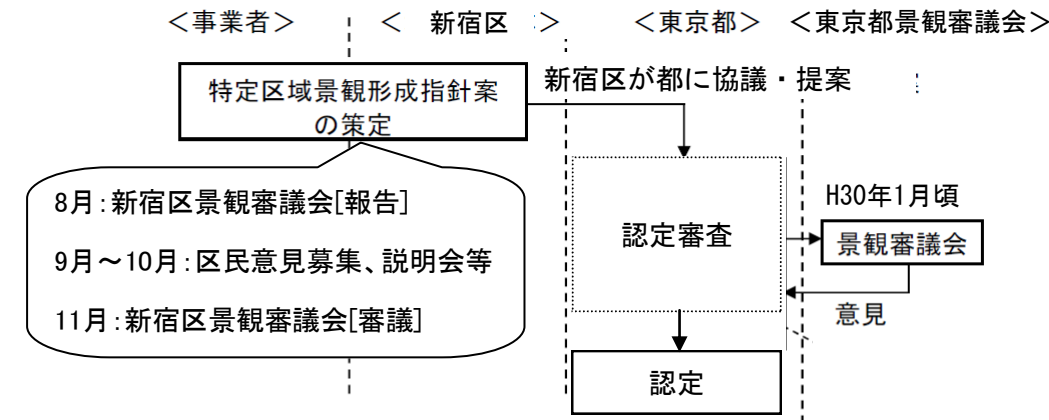 ＜事業者＞
＜ 新宿区 ＞
＜東京都＞
＜東京都景観審議会＞
新宿区が都に協議・提案
特定区域景観形成指針案
の策定
8月：新宿区景観審議会[報告]
9月～10月：区民意見募集、説明会等
11月：新宿区景観審議会[審議]
認定審査
H30年1月頃
景観審議会
意見
認定